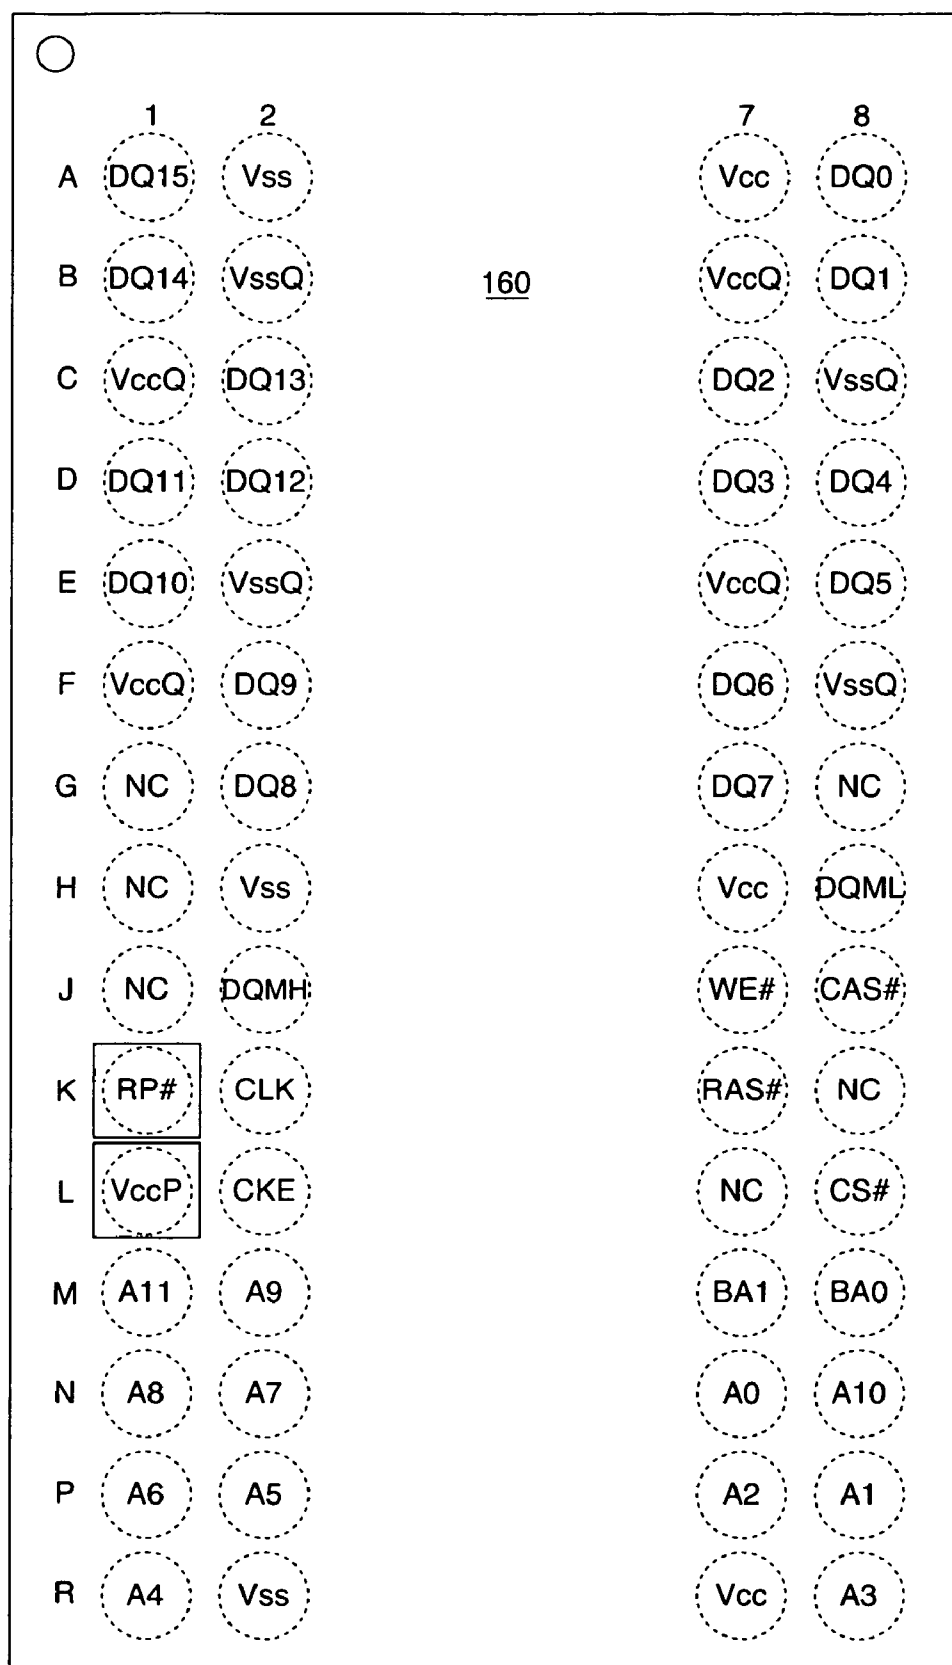 1 2 7 8
A DQ15 Vss Vcc DQ0
B DQ14 VssQ 160 VccQ DQ1
C VccQ DQ13 DQ2 VssQ
D DQ11 DQ12 DQ3 DQ4
E DQ10 VssQ VccQ DQ5
F VccQ DQ9 DQ6 VssQ
G NC DQ8 DQ7 NC
H NC Vss Vcc DQML
J NC DQMH WE# CAS#
K RP# CLK RAS# NC
L VccP CKE NC CS#
M A11 A9 BA1 BA0
N A8 A7 A0 A10
P A6 A5 A2 A1
R A4 Vss Vcc A3